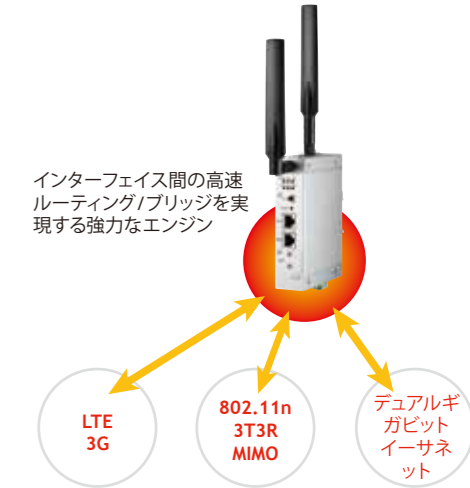 インターフェイス間の高速
ルーティング/ブリッジを実
現する強力なエンジン
LTE
3G
802.11n
3T3R
MIMO
デュアルギ
ガビット
イーサネ
ット